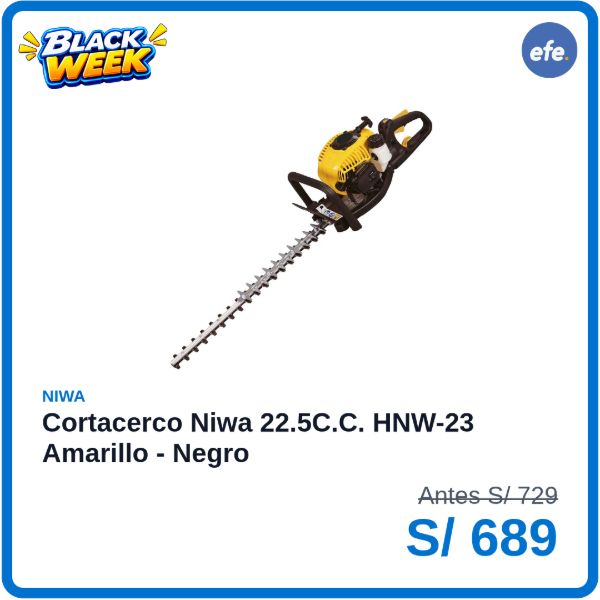 BLACK
WEEK
efe.
NIWA
Cortacerco Niwa 22.5C.C. HNW-23
Amarillo - Negro
Antes S/ 729
S/ 689